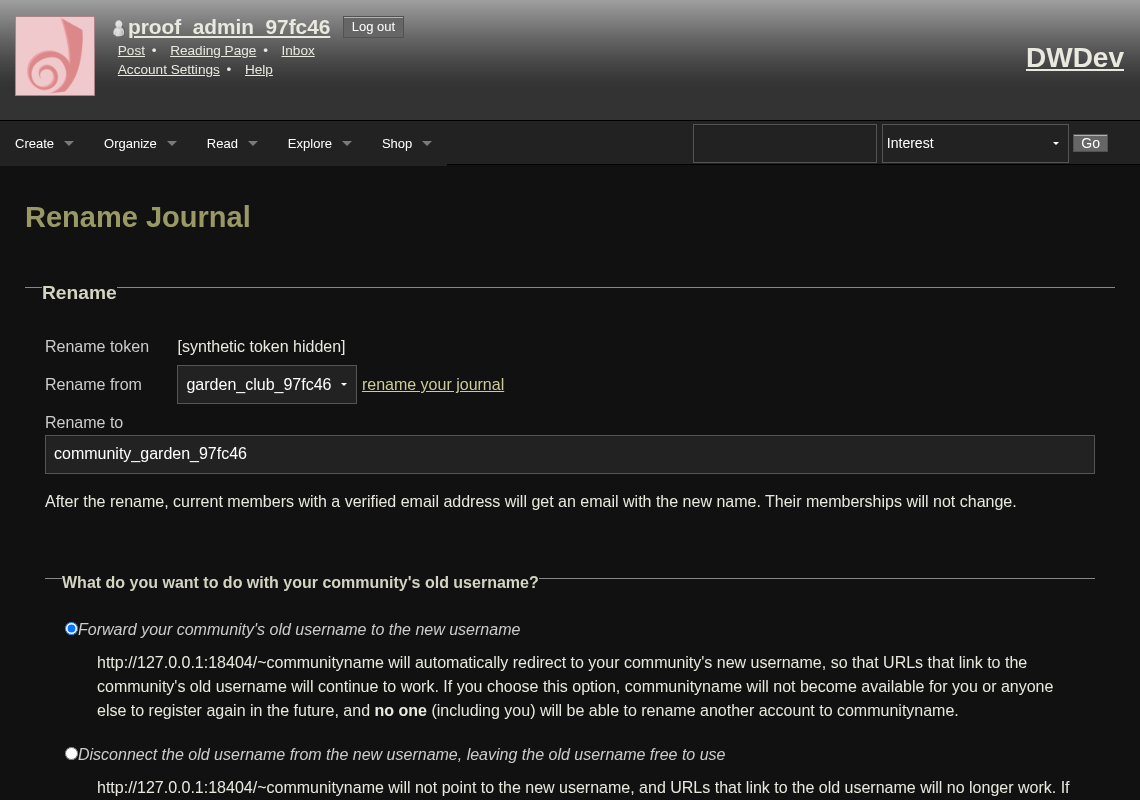 proof_admin_97fc46 Log out
Post • Reading Page • Inbox
Account Settings • Help
DWDev
Create Organize Read Explore Shop Interest Go
Rename Journal
Rename
Rename token [synthetic token hidden]
Rename from garden_club_97fc46 rename your journal
Rename to
community_garden_97fc46
After the rename, current members with a verified email address will get an email with the new name. Their memberships will not change.
What do you want to do with your community's old username?
Forward your community's old username to the new username
http://127.0.0.1:18404/~communityname will automatically redirect to your community's new username, so that URLs that link to the
community's old username will continue to work. If you choose this option, communityname will not become available for you or anyone
else to register again in the future, and no one (including you) will be able to rename another account to communityname.
Disconnect the old username from the new username, leaving the old username free to use
http://127.0.0.1:18404/~communityname will not point to the new username, and URLs that link to the old username will no longer work. If